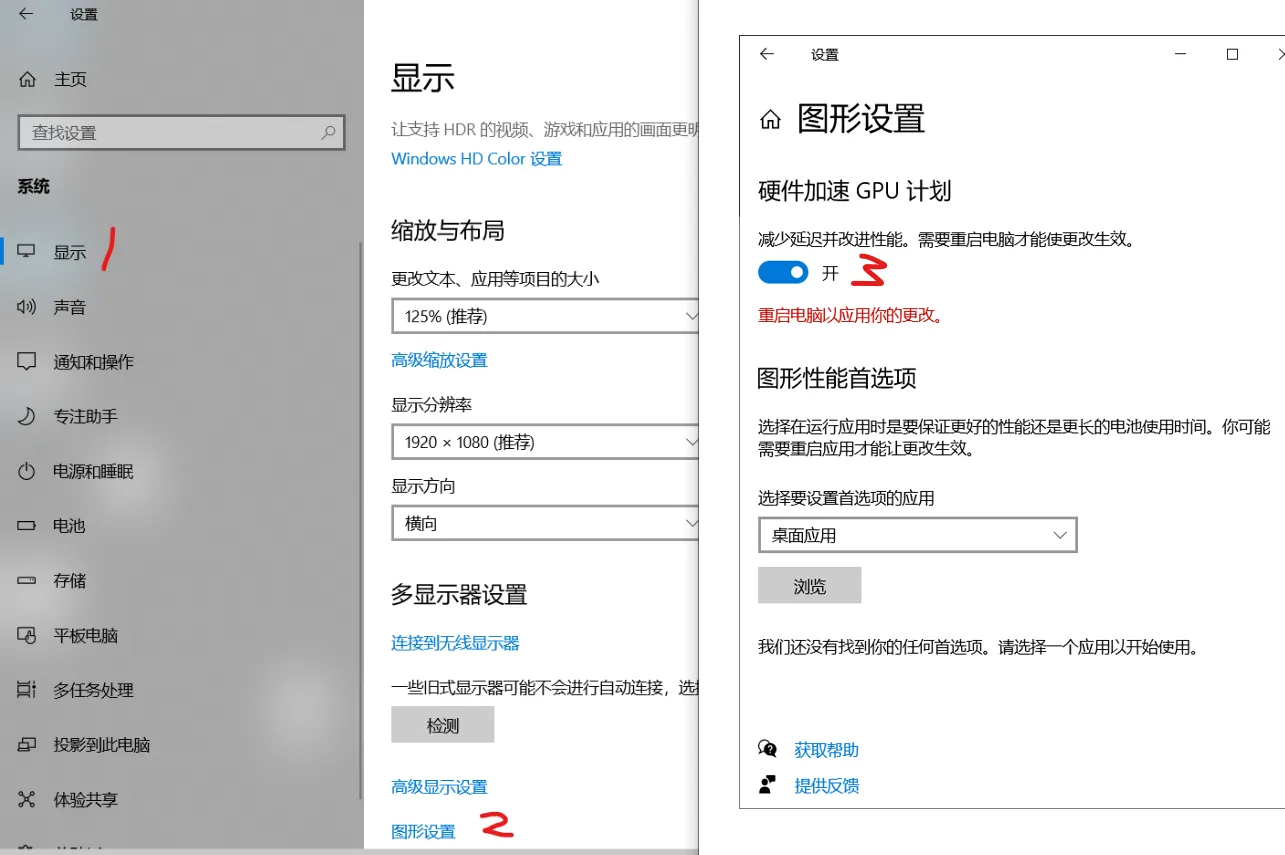 设置
主页
查找设置
系统
显示
1
声音
通知和操作
专注助手
电源和睡眠
电池
存储
平板电脑
多任务处理
投影到此电脑
体验共享
显示
让支持 HDR 的视频、游戏和应用的画面更明
Windows HD Color 设置
缩放与布局
更改文本、应用等项目的大小
125% (推荐)
高级缩放设置
显示分辨率
1920 × 1080 (推荐)
显示方向
横向
多显示器设置
连接到无线显示器
一些旧式显示器可能不会进行自动连接，选择
检测
高级显示设置
图形设置
2
设置
图形设置
硬件加速 GPU 计划
减少延迟并改进性能。需要重启电脑才能使更改生效。
开
3
重启电脑以应用你的更改。
图形性能首选项
选择在运行应用时是要保证更好的性能还是更长的电池使用时间。你可能
需要重启应用才能让更改生效。
选择要设置首选项的应用
桌面应用
浏览
我们还没有找到你的任何首选项。请选择一个应用以开始使用。
获取帮助
提供反馈